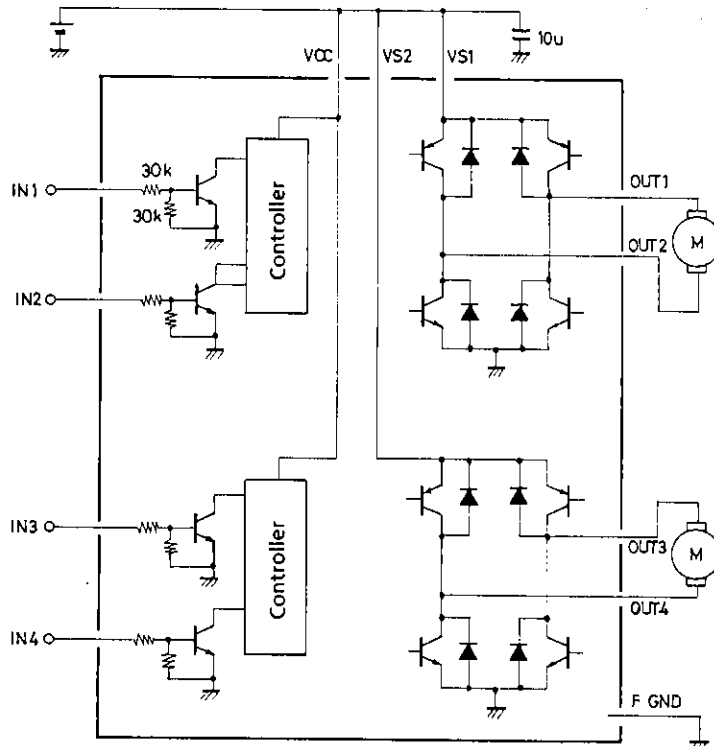 10u
VCC
VS2
VS1
30k
IN1
30k
Controller
OUT1
M
OUT2
IN2
IN3
Controller
OUT3
M
OUT4
IN4
F GND